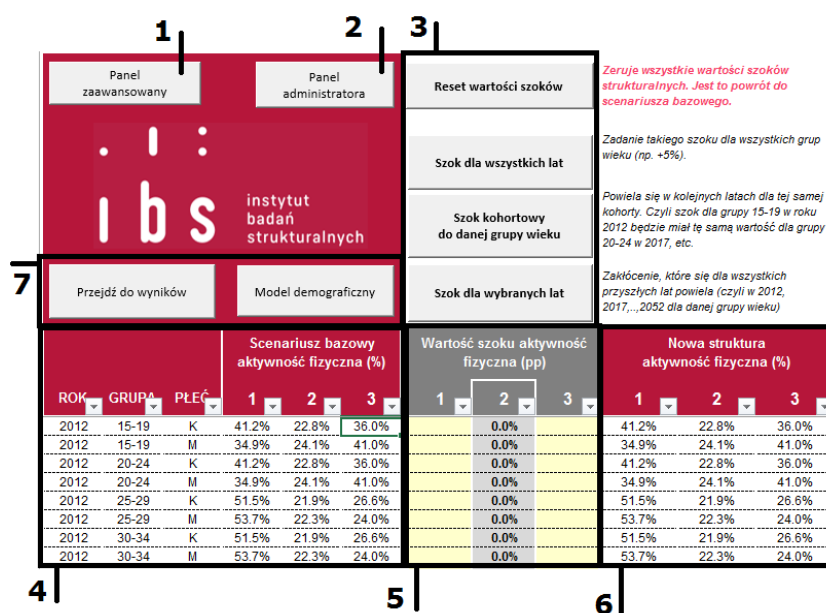 1
2
3
Panel
zaawansowany
Panel
administratora
Reset wartości szoków
Zeruje wszystkie wartości szoków
strukturalnych. Jest to powrót do
scenariusza bazowego.
ibs
instytut
badań
strukturalnych
Szok dla wszystkich lat
Zadanie takiego szoku dla wszystkich grup
wieku (np. +5%).
Szok kohortowy
do danej grupy wieku
Powiela się w kolejnych latach dla tej samej
kohorty. Czyli szok dla grupy 15-19 w roku
2012 będzie miał tę samą wartość dla grupy
20-24 w 2017, etc.
7
Przejdź do wyników
Model demograficzny
Szok dla wybranych lat
Zakłócenie, które się dla wszystkich
przyszłych lat powiela (czyli w 2012,
2017,..,2052 dla danej grupy wieku)
Scenariusz bazowy
aktywność fizyczna (%)
Wartość szoku aktywność
fizyczna (pp)
Nowa struktura
aktywność fizyczna (%)
ROK GRUPA PŁEĆ 1 2 3 1 2 3 1 2 3
2012 15-19 K 41.2% 22.8% 36.0% 0.0% 41.2% 22.8% 36.0%
2012 15-19 M 34.9% 24.1% 41.0% 0.0% 34.9% 24.1% 41.0%
2012 20-24 K 41.2% 22.8% 36.0% 0.0% 41.2% 22.8% 36.0%
2012 20-24 M 34.9% 24.1% 41.0% 0.0% 34.9% 24.1% 41.0%
2012 25-29 K 51.5% 21.9% 26.6% 0.0% 51.5% 21.9% 26.6%
2012 25-29 M 53.7% 22.3% 24.0% 0.0% 53.7% 22.3% 24.0%
2012 30-34 K 51.5% 21.9% 26.6% 0.0% 51.5% 21.9% 26.6%
2012 30-34 M 53.7% 22.3% 24.0% 0.0% 53.7% 22.3% 24.0%
4
5
6